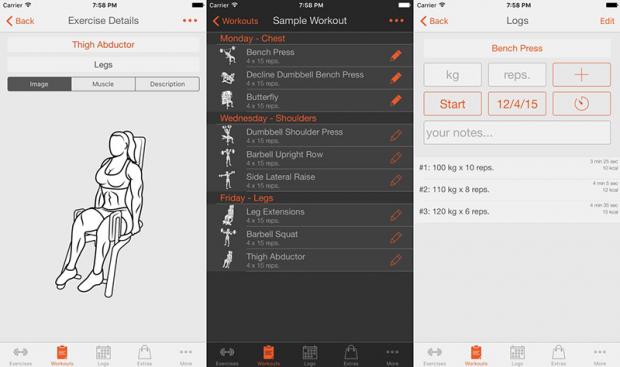 Carrier
7:58 PM
Back
Exercise Details
Thigh Abductor
Legs
Image
Muscle
Description
Exercises
Workouts
Logs
Extras
More
Carrier
7:58 PM
Workouts
Sample Workout
Monday - Chest
Bench Press
4 x 15 reps.
Decline Dumbbell Bench Press
4 x 15 reps.
Butterfly
4 x 15 reps.
Wednesday - Shoulders
Dumbbell Shoulder Press
4 x 15 reps.
Barbell Upright Row
4 x 15 reps.
Side Lateral Raise
4 x 15 reps.
Friday - Legs
Leg Extensions
4 x 15 reps.
Barbell Squat
4 x 15 reps.
Thigh Abductor
4 x 15 reps.
Exercises
Workouts
Logs
Extras
More
Carrier
7:58 PM
Back
Logs
Edit
Bench Press
kg
reps.
Start
12/4/15
your notes...
3 min 25 sec
#1: 100 kg x 10 reps.
10 kcal
4 min 5 sec
#2: 110 kg x 8 reps.
12 kcal
4 min 35 sec
#3: 120 kg x 6 reps.
15 kcal
Exercises
Workouts
Logs
Extras
More